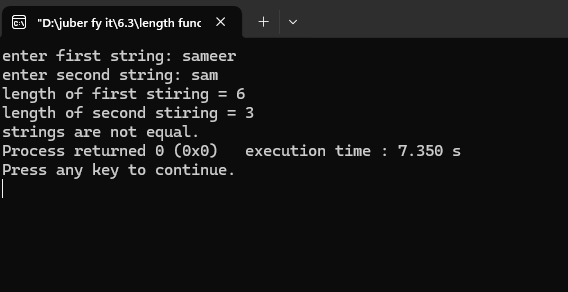 "D:\juber fy it\6.3\length func
enter first string: sameer
enter second string: sam
length of first stiring = 6
length of second stiring = 3
strings are not equal.
Process returned 0 (0x0)   execution time : 7.350 s
Press any key to continue.